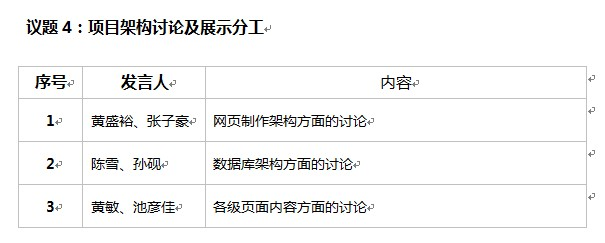 议题 4：项目架构讨论及展示分工
序号 发言人 内容
1 黄盛裕、张子豪 网页制作架构方面的讨论
2 陈雪、孙砚 数据库架构方面的讨论
3 黄敏、池彦佳 各级页面内容方面的讨论